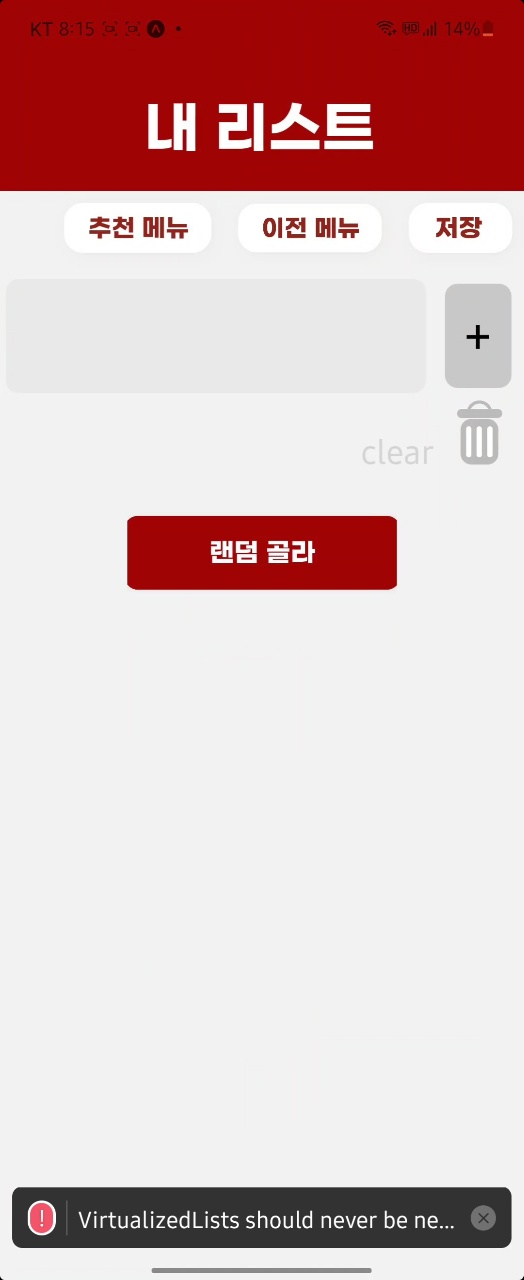 KT 8:15 14%
내 리스트
추천 메뉴 이전 메뉴 저장
+
clear
랜덤 골라
VirtualizedLists should never be ne...